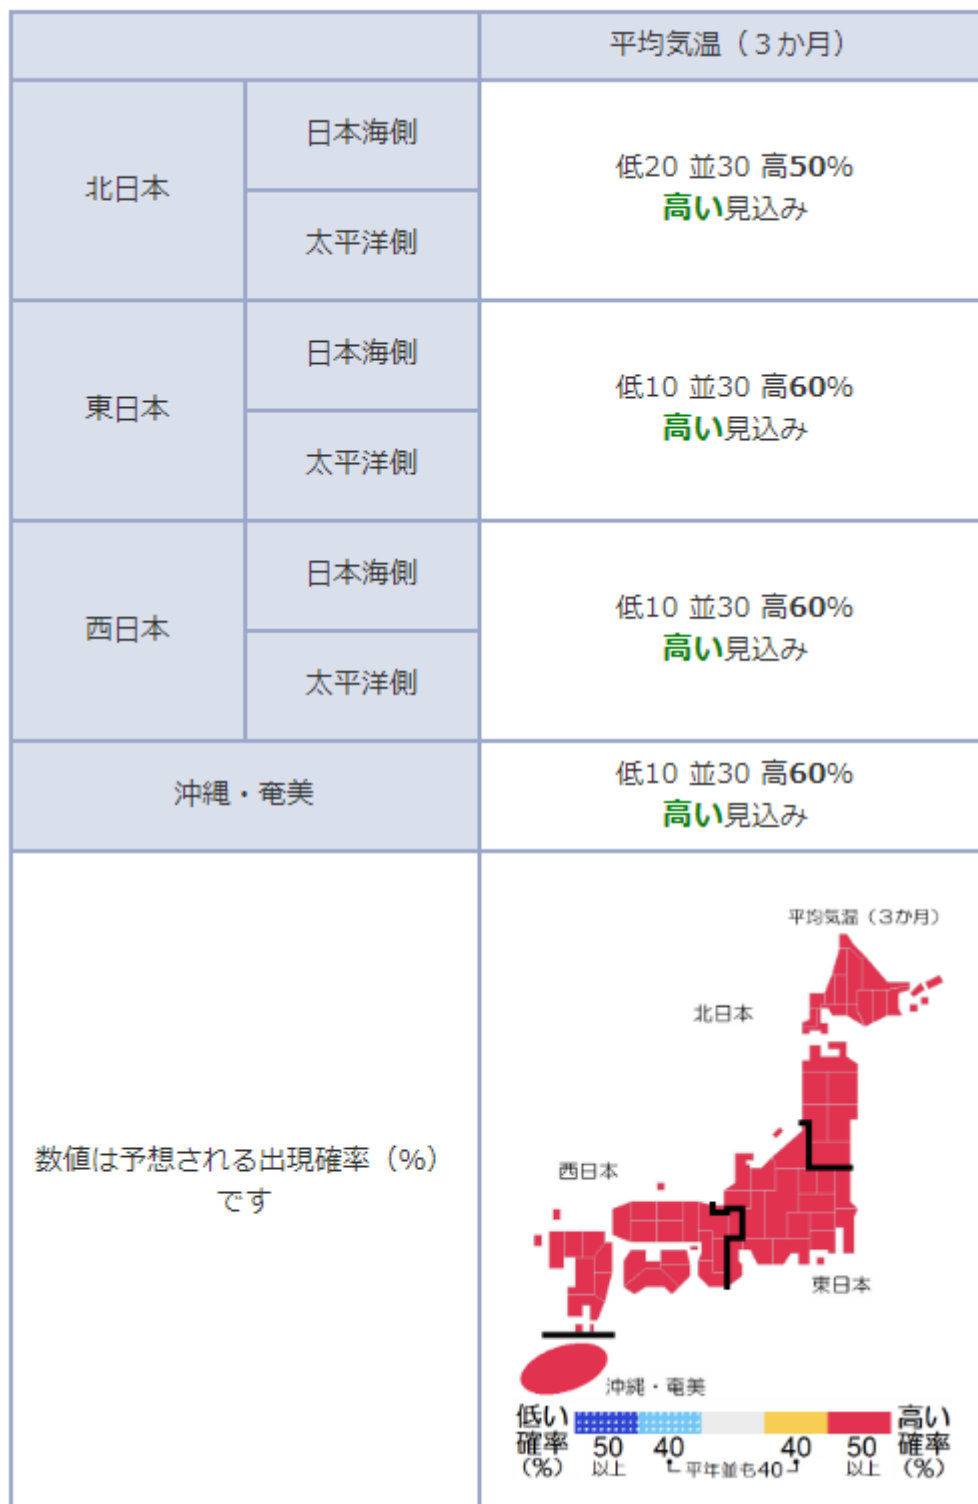 平均気温（３か月）
北日本
日本海側
太平洋側
低20 並30 高50%
高い見込み
東日本
日本海側
太平洋側
低10 並30 高60%
高い見込み
西日本
日本海側
太平洋側
低10 並30 高60%
高い見込み
沖縄・奄美
低10 並30 高60%
高い見込み
数値は予想される出現確率（%）
です
平均気温（３か月）
北日本
西日本
東日本
沖縄・奄美
低い
確率
（%）
50
以上
40
平年並も40
40
50
以上
高い
確率
（%）